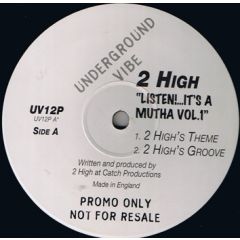 UNDERGROUND
VIBE
2 HIGH
"LISTEN!...IT'S A
MUTHA VOL.1"
UV12P
UV12P A'
SIDE A
1. 2 HIGH'S THEME
2. 2 HIGH'S GROOVE
Written and produced by
2 High at Catch Productions
Made in England
PROMO ONLY
NOT FOR RESALE